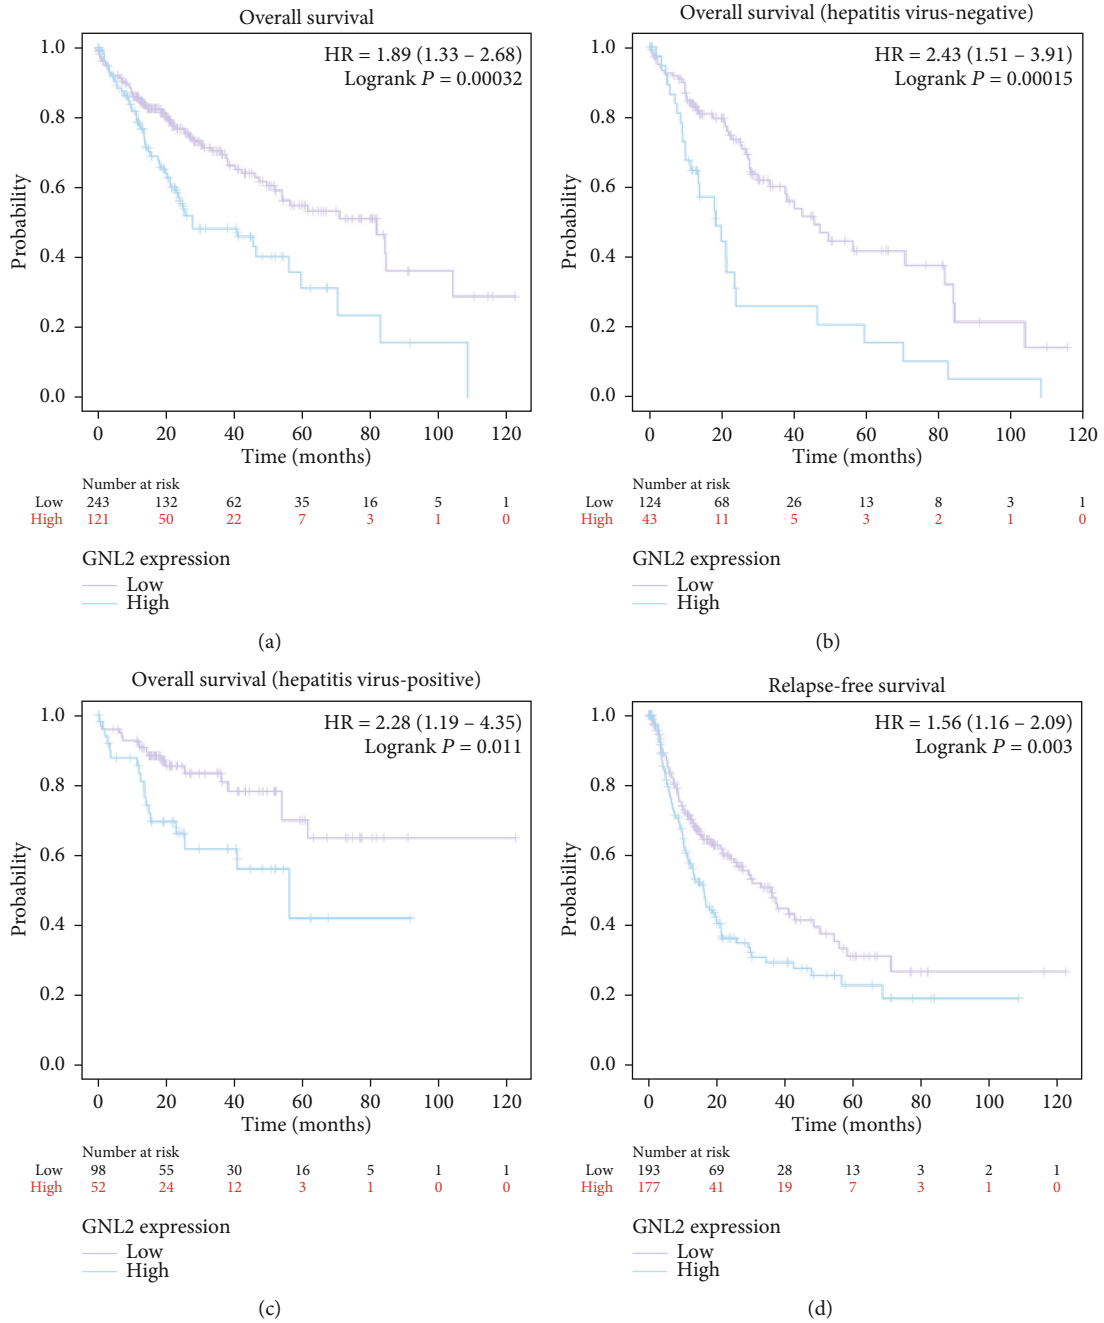 Overall survival
HR = 1.89 (1.33 – 2.68)
Logrank P = 0.00032
Probability
1.0
0.8
0.6
0.4
0.2
0.0
0 20 40 60 80 100 120
Time (months)
Number at risk
Low 243 132 62 35 16 5 1
High 121 50 22 7 3 1 0
GNL2 expression
Low
High
(a)
Overall survival (hepatitis virus-negative)
HR = 2.43 (1.51 – 3.91)
Logrank P = 0.00015
Probability
1.0
0.8
0.6
0.4
0.2
0.0
0 20 40 60 80 100 120
Time (months)
Number at risk
Low 124 68 26 13 8 3 1
High 43 11 5 3 2 1 0
GNL2 expression
Low
High
(b)
Overall survival (hepatitis virus-positive)
HR = 2.28 (1.19 – 4.35)
Logrank P = 0.011
Probability
1.0
0.8
0.6
0.4
0.2
0.0
0 20 40 60 80 100 120
Time (months)
Number at risk
Low 98 55 30 16 5 1 1
High 52 24 12 3 1 0 0
GNL2 expression
Low
High
(c)
Relapse-free survival
HR = 1.56 (1.16 – 2.09)
Logrank P = 0.003
Probability
1.0
0.8
0.6
0.4
0.2
0.0
0 20 40 60 80 100 120
Time (months)
Number at risk
Low 193 69 28 13 3 2 1
High 177 41 19 7 3 1 0
GNL2 expression
Low
High
(d)